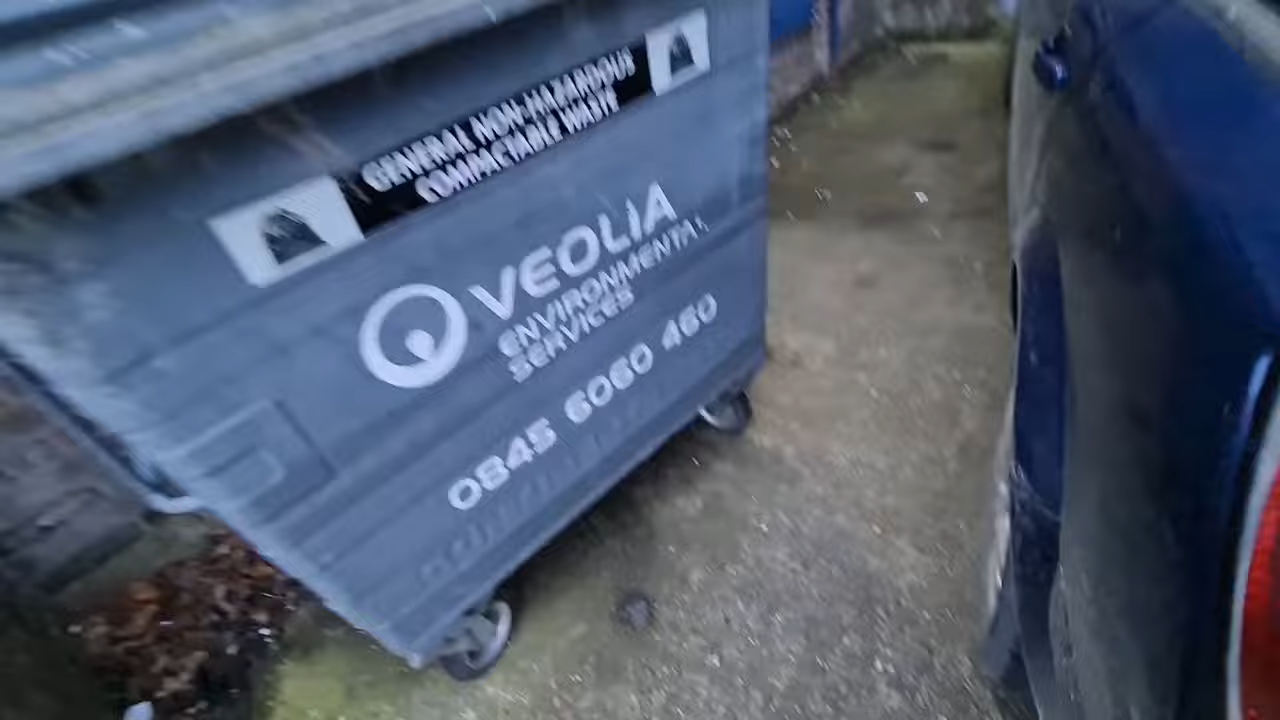 GENERAL NON-HAZARDOUS
COMPACTABLE WASTE
VEOLIA
ENVIRONMENTAL
SERVICES
0845 6060 460